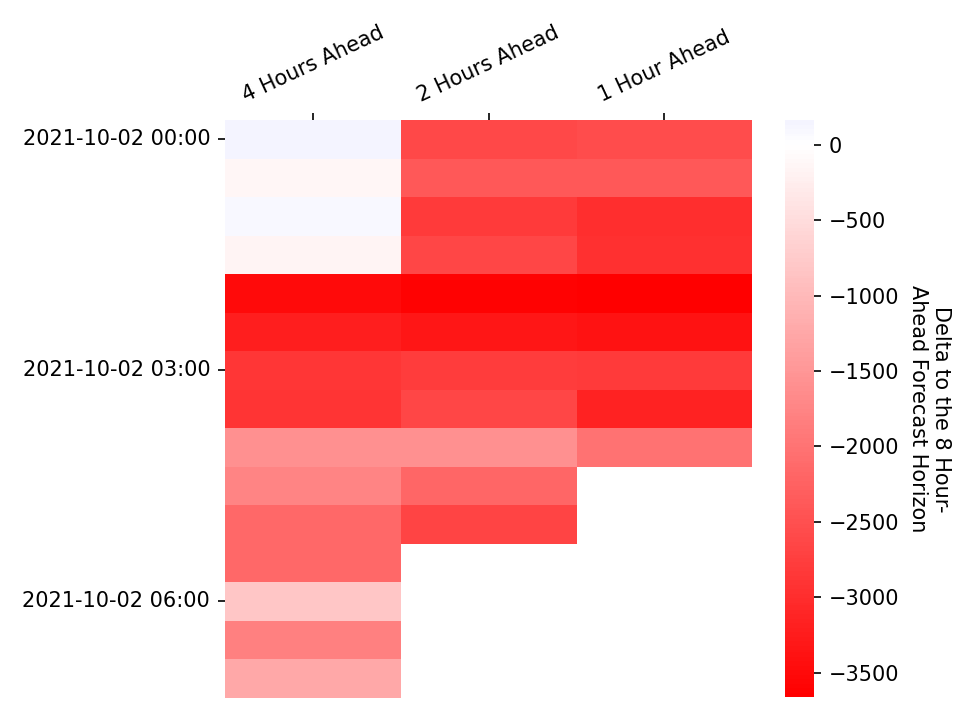 4 Hours Ahead
2 Hours Ahead
1 Hour Ahead
2021-10-02 00:00
2021-10-02 03:00
2021-10-02 06:00
0
−500
−1000
−1500
−2000
−2500
−3000
−3500
Delta to the 8 Hour-
Ahead Forecast Horizon